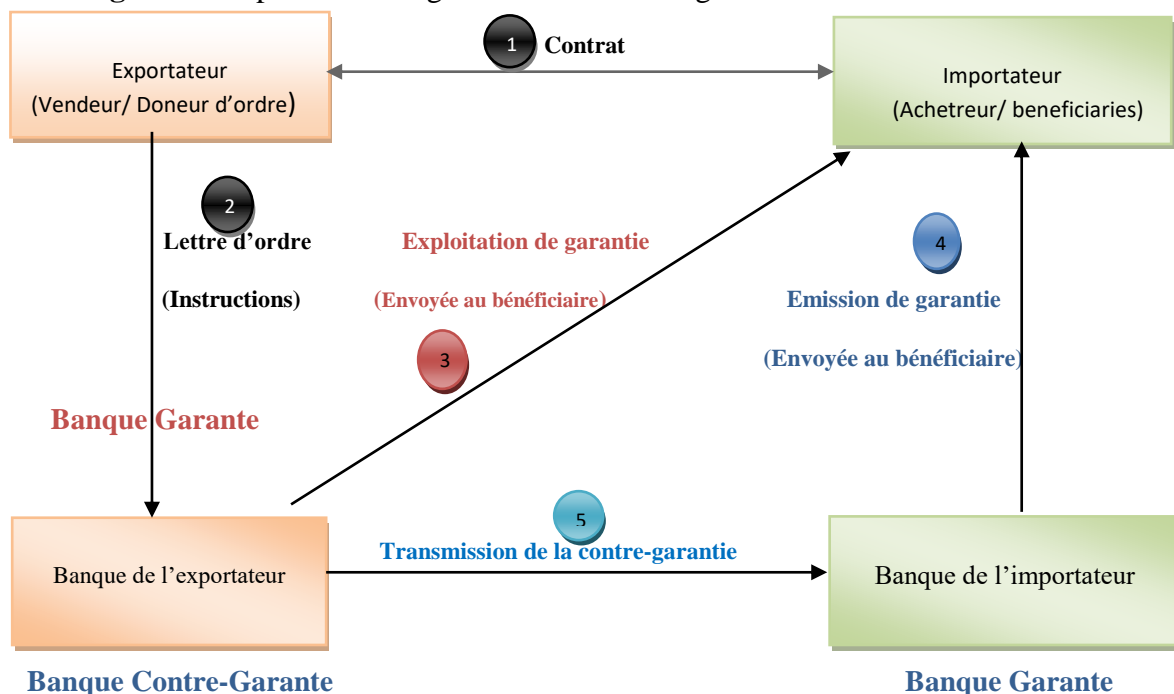 1 Contrat
Exportateur
(Vendeur/ Doneur d'ordre)
Importateur
(Achetreur/ beneficiaries)
2
Lettre d'ordre
(Instructions)
Exploitation de garantie
(Envoyée au bénéficiaire)
3
4
Emission de garantie
(Envoyée au bénéficiaire)
Banque Garante
5
Transmission de la contre-garantie
Banque de l'exportateur
Banque de l'importateur
Banque Contre-Garante
Banque Garante